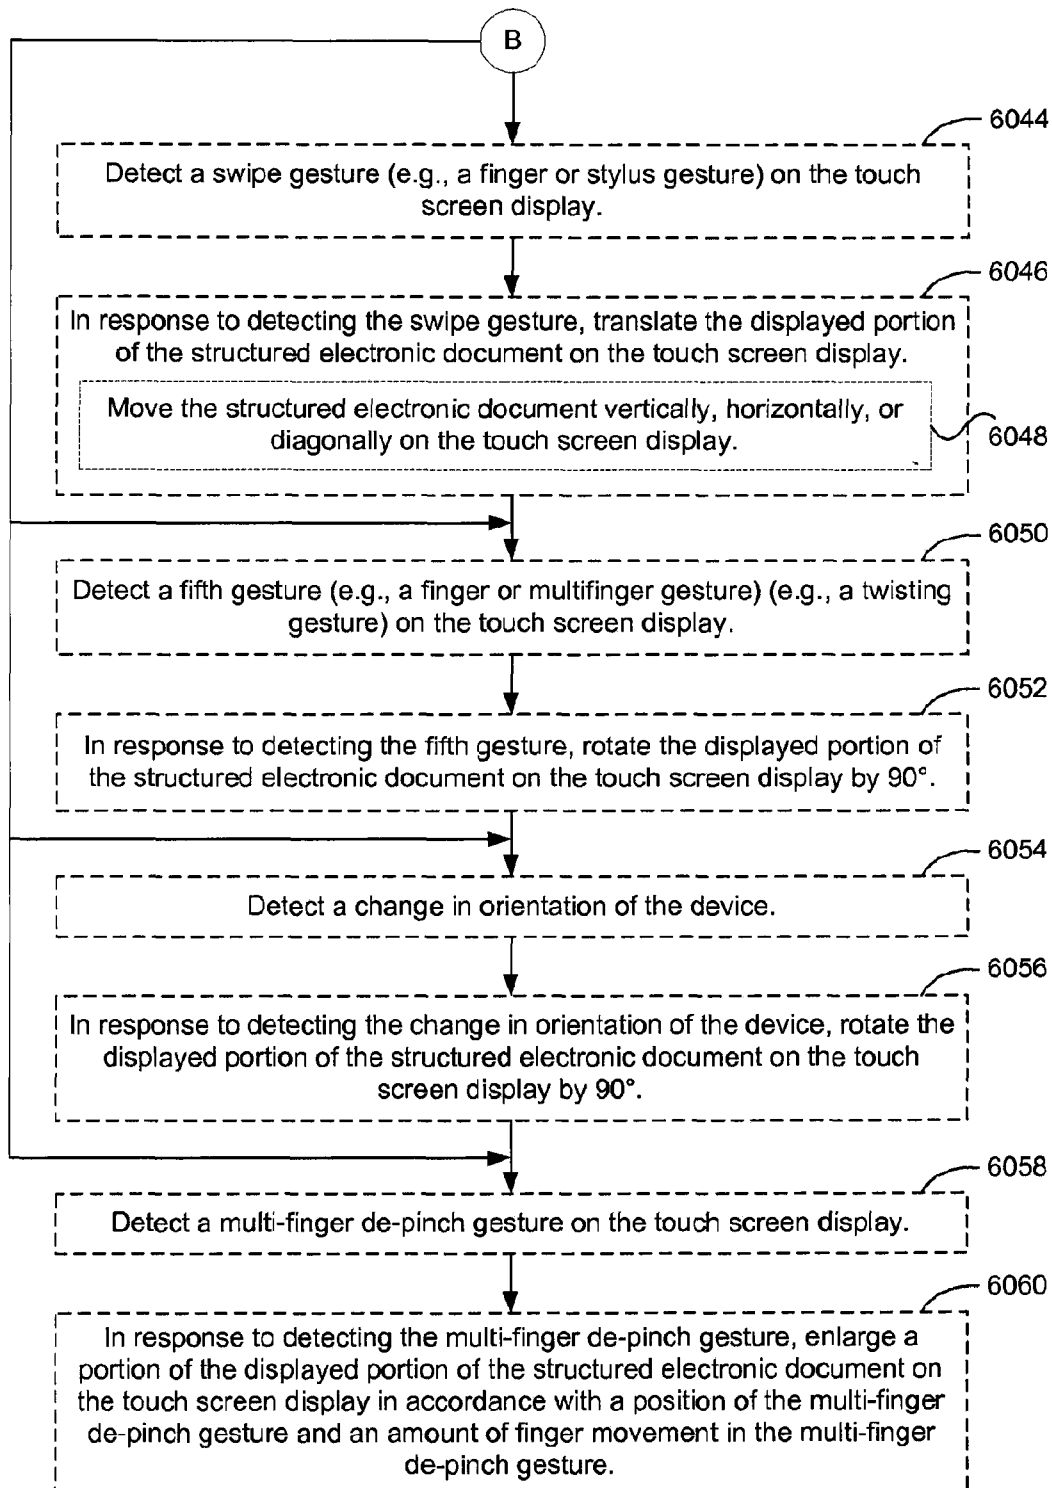 B
6044
Detect a swipe gesture (e.g., a finger or stylus gesture) on the touch
screen display.
6046
In response to detecting the swipe gesture, translate the displayed portion
of the structured electronic document on the touch screen display.
Move the structured electronic document vertically, horizontally, or
diagonally on the touch screen display.
6048
6050
Detect a fifth gesture (e.g., a finger or multifinger gesture) (e.g., a twisting
gesture) on the touch screen display.
6052
In response to detecting the fifth gesture, rotate the displayed portion of
the structured electronic document on the touch screen display by 90°.
6054
Detect a change in orientation of the device.
6056
In response to detecting the change in orientation of the device, rotate the
displayed portion of the structured electronic document on the touch
screen display by 90°.
6058
Detect a multi-finger de-pinch gesture on the touch screen display.
6060
In response to detecting the multi-finger de-pinch gesture, enlarge a
portion of the displayed portion of the structured electronic document on
the touch screen display in accordance with a position of the multi-finger
de-pinch gesture and an amount of finger movement in the multi-finger
de-pinch gesture.